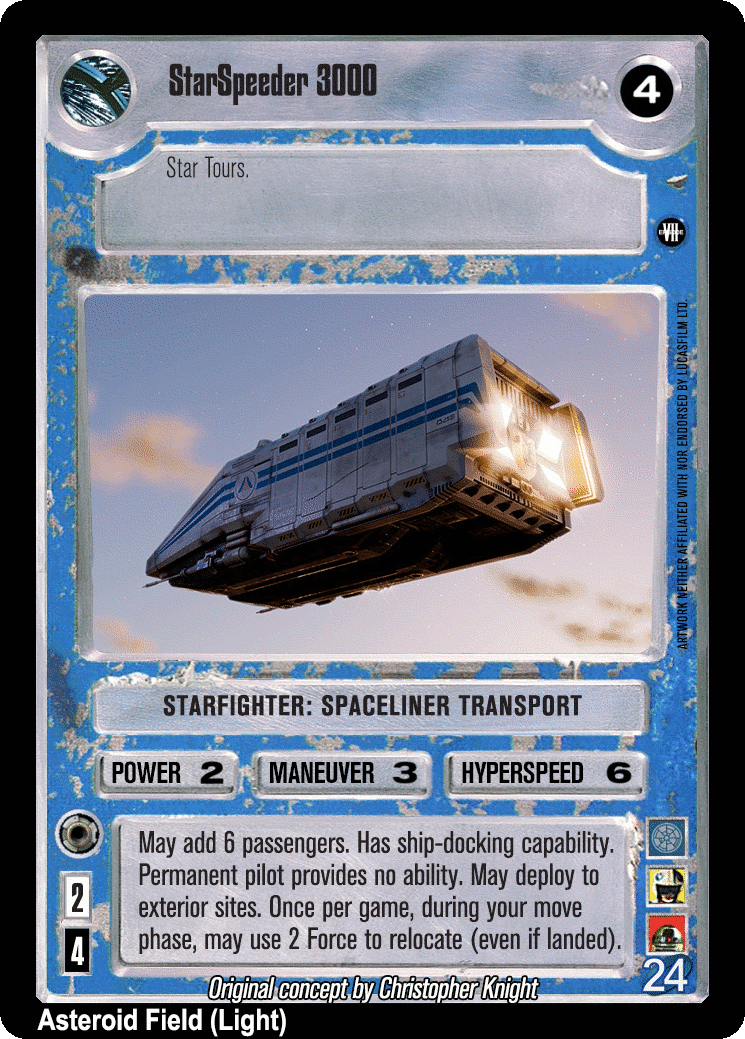 StarSpeeder 3000
4
Star Tours.
EPISODE
VII
ARTWORK NEITHER AFFILIATED WITH NOR ENDORSED BY LUCASFILM LTD.
STARFIGHTER: SPACELINER TRANSPORT
POWER 2
MANEUVER 3
HYPERSPEED 6
May add 6 passengers. Has ship-docking capability.
Permanent pilot provides no ability. May deploy to
exterior sites. Once per game, during your move
phase, may use 2 Force to relocate (even if landed).
2
4
24
Original concept by Christopher Knight
Asteroid Field (Light)